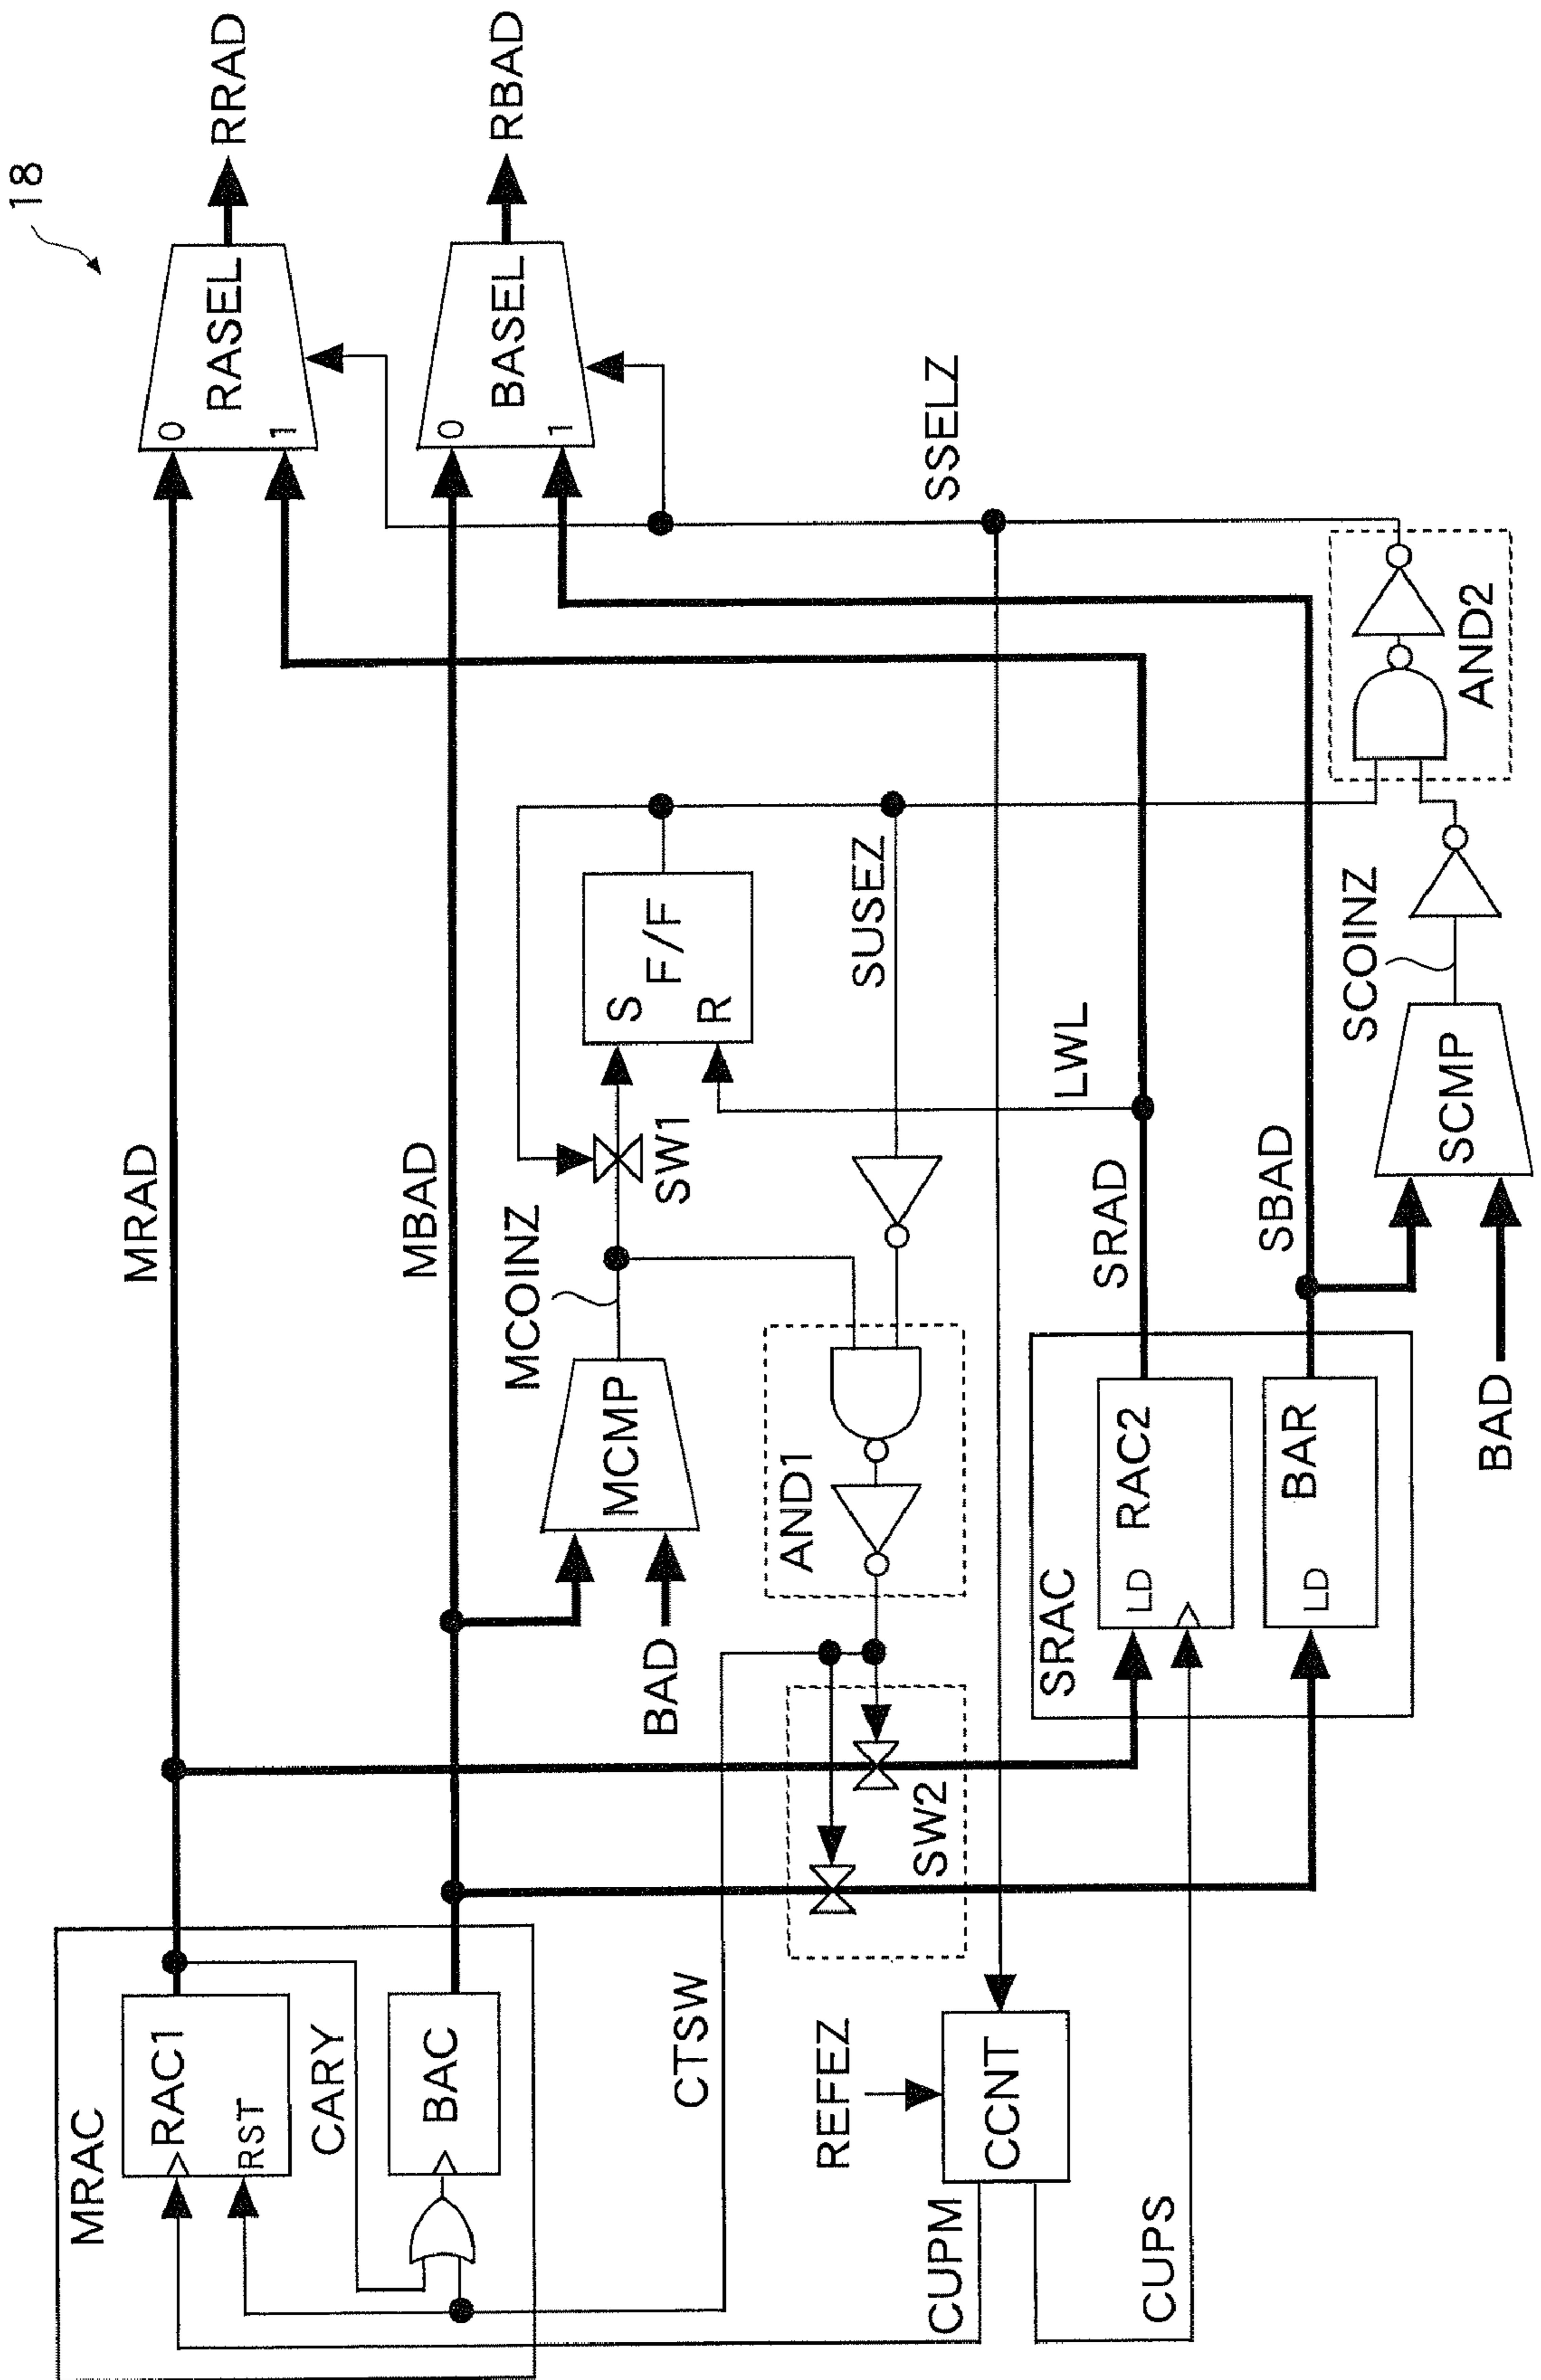 18
RRAD
RBAD
0
RASEL
1
0
BASEL
1
SSELZ
AND2
MRAD
MBAD
S
F/F
R
SUSEZ
SCOINZ
LWL
SW1
MCOINZ
MCMP
BAD
AND1
SRAD
SBAD
SCMP
BAD
SRAC
LD
RAC2
LD
BAR
SW2
CTSW
MRAC
RAC1
RST
CARY
BAC
REFEZ
CCNT
CUPM
CUPS